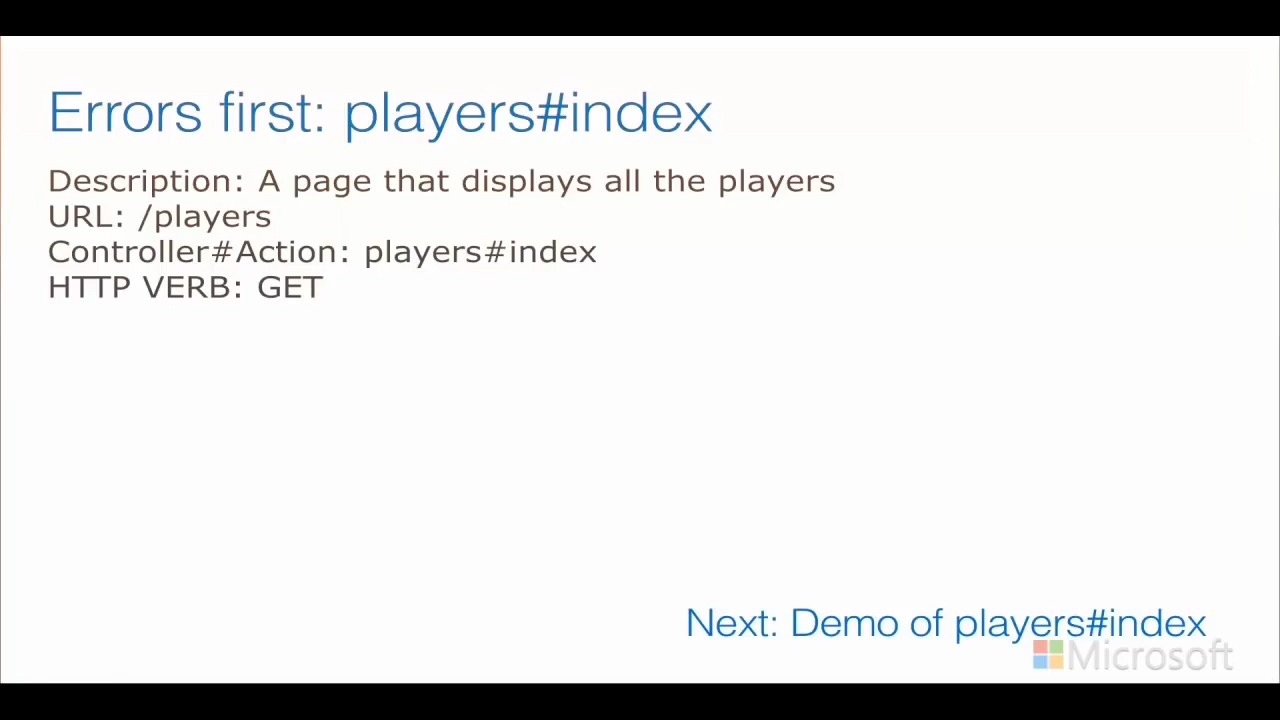 Errors first: players#index
Description: A page that displays all the players
URL: /players
Controller#Action: players#index
HTTP VERB: GET
Next: Demo of players#index
Microsoft